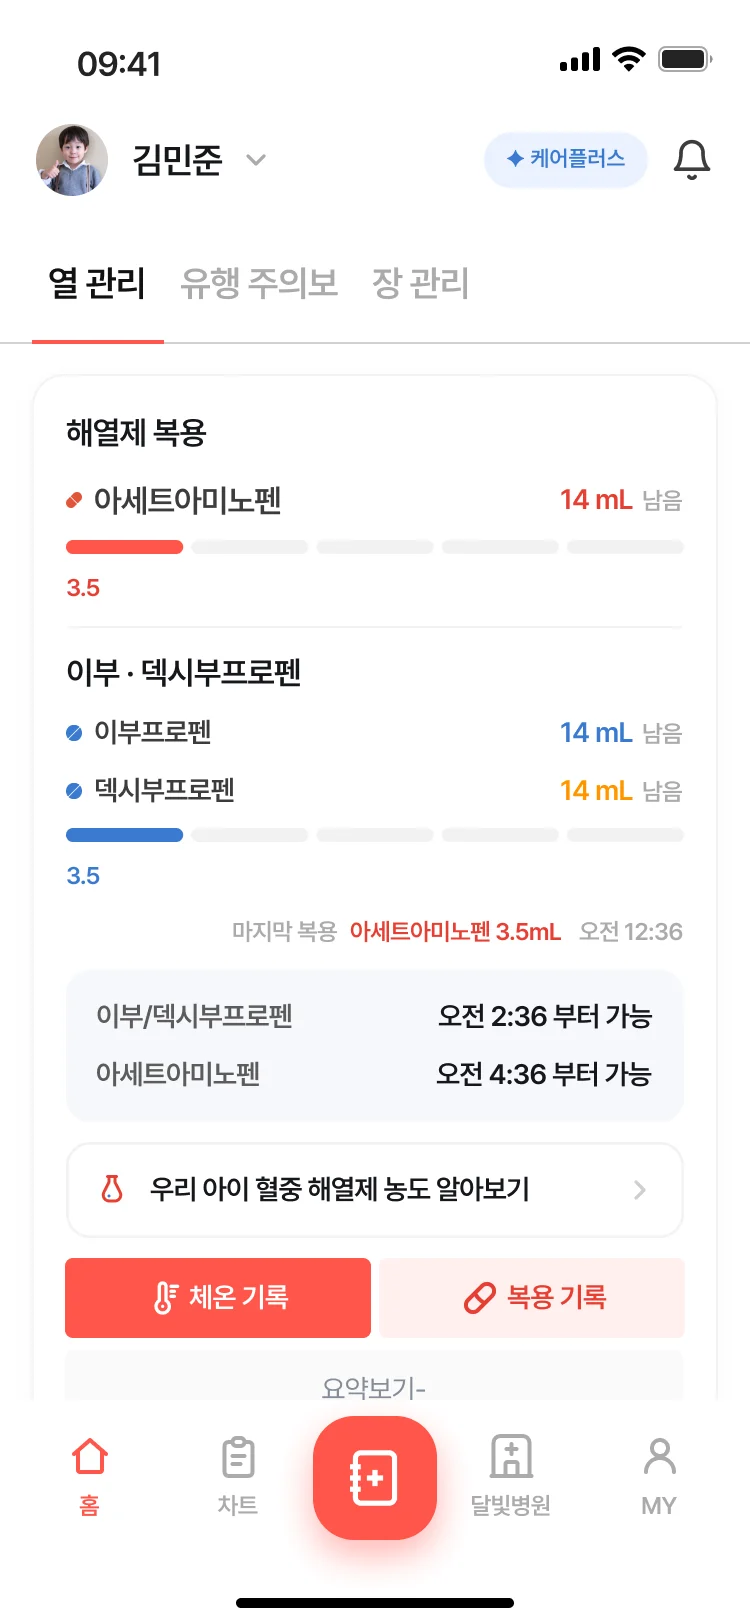 09:41
김민준
케어플러스
열 관리 유행 주의보 장 관리
해열제 복용
아세트아미노펜 14 mL 남음
3.5
이부 · 덱시부프로펜
이부프로펜 14 mL 남음
덱시부프로펜 14 mL 남음
3.5
마지막 복용 아세트아미노펜 3.5mL 오전 12:36
이부/덱시부프로펜 오전 2:36 부터 가능
아세트아미노펜 오전 4:36 부터 가능
우리 아이 혈중 해열제 농도 알아보기
체온 기록 복용 기록
요약보기-
홈 차트 달빛병원 MY